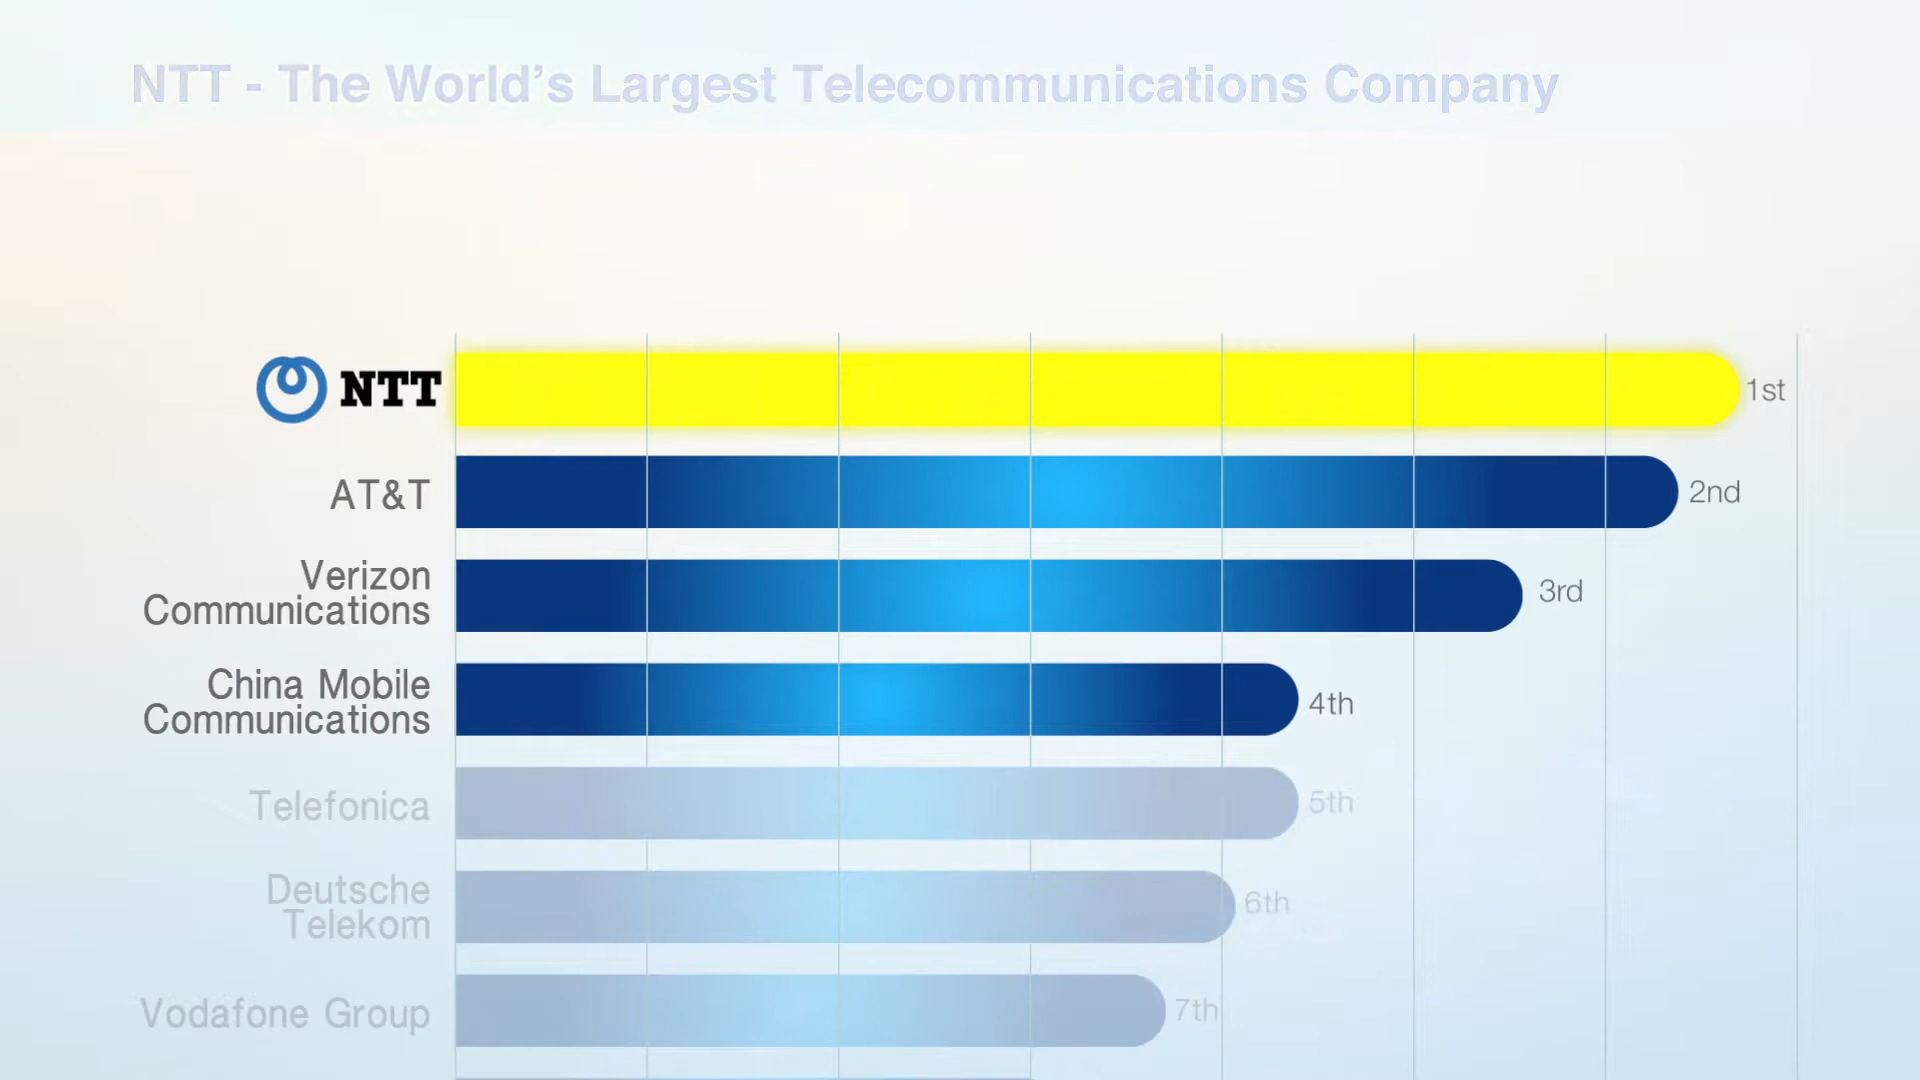 NTT - The World’s Largest Telecommunications Company
NTT 1st
AT&T 2nd
Verizon
Communications 3rd
China Mobile
Communications 4th
Telefonica 5th
Deutsche
Telekom 6th
Vodafone Group 7th